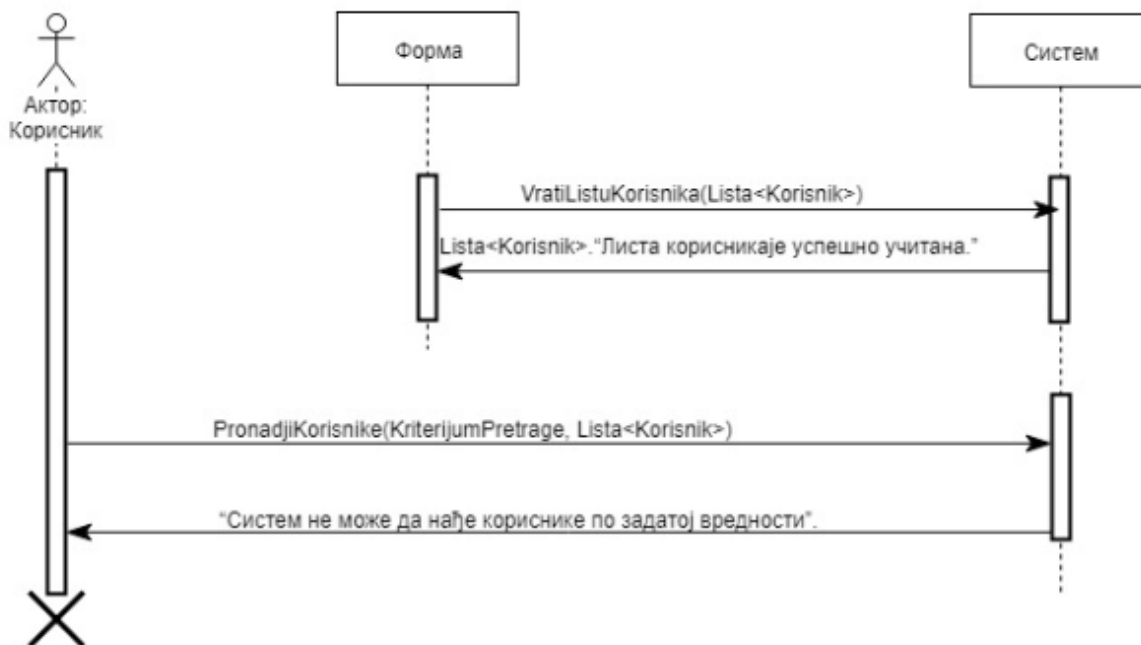 Форма
Систем
Актор:
Корисник
VratiListuKorisnika(Lista<Korisnik>)
Lista<Korisnik>.“Листа корисникаје успешно учитана.”
PronadjiKorisnike(KriterijumPretrage, Lista<Korisnik>)
“Систем не може да нађе кориснике по задатој вредности”.